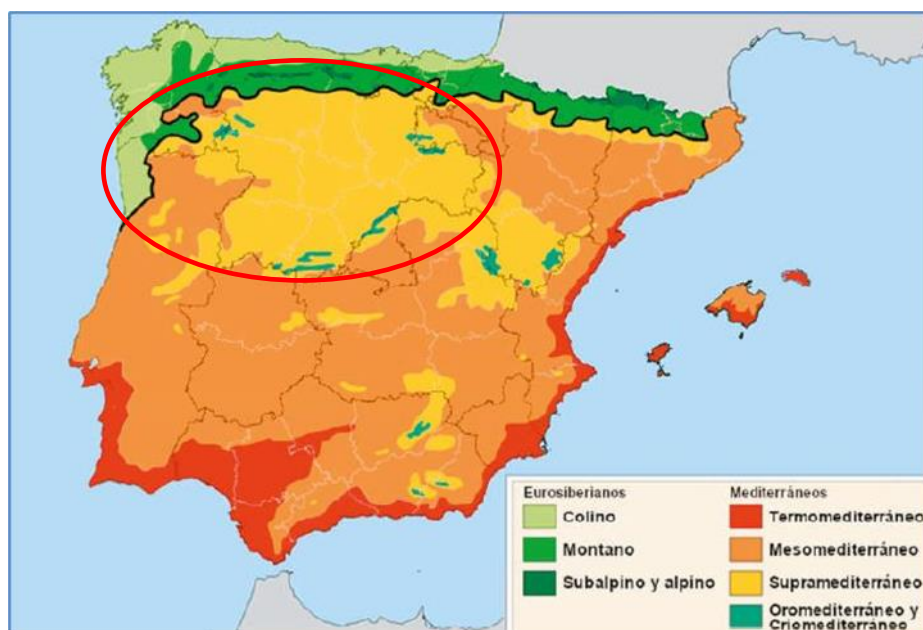 Eurosiberianos
Colino
Montano
Subalpino y alpino
Mediterráneos
Termomediterráneo
Mesomediterráneo
Supramediterráneo
Oromediterráneo y
Criomediterráneo